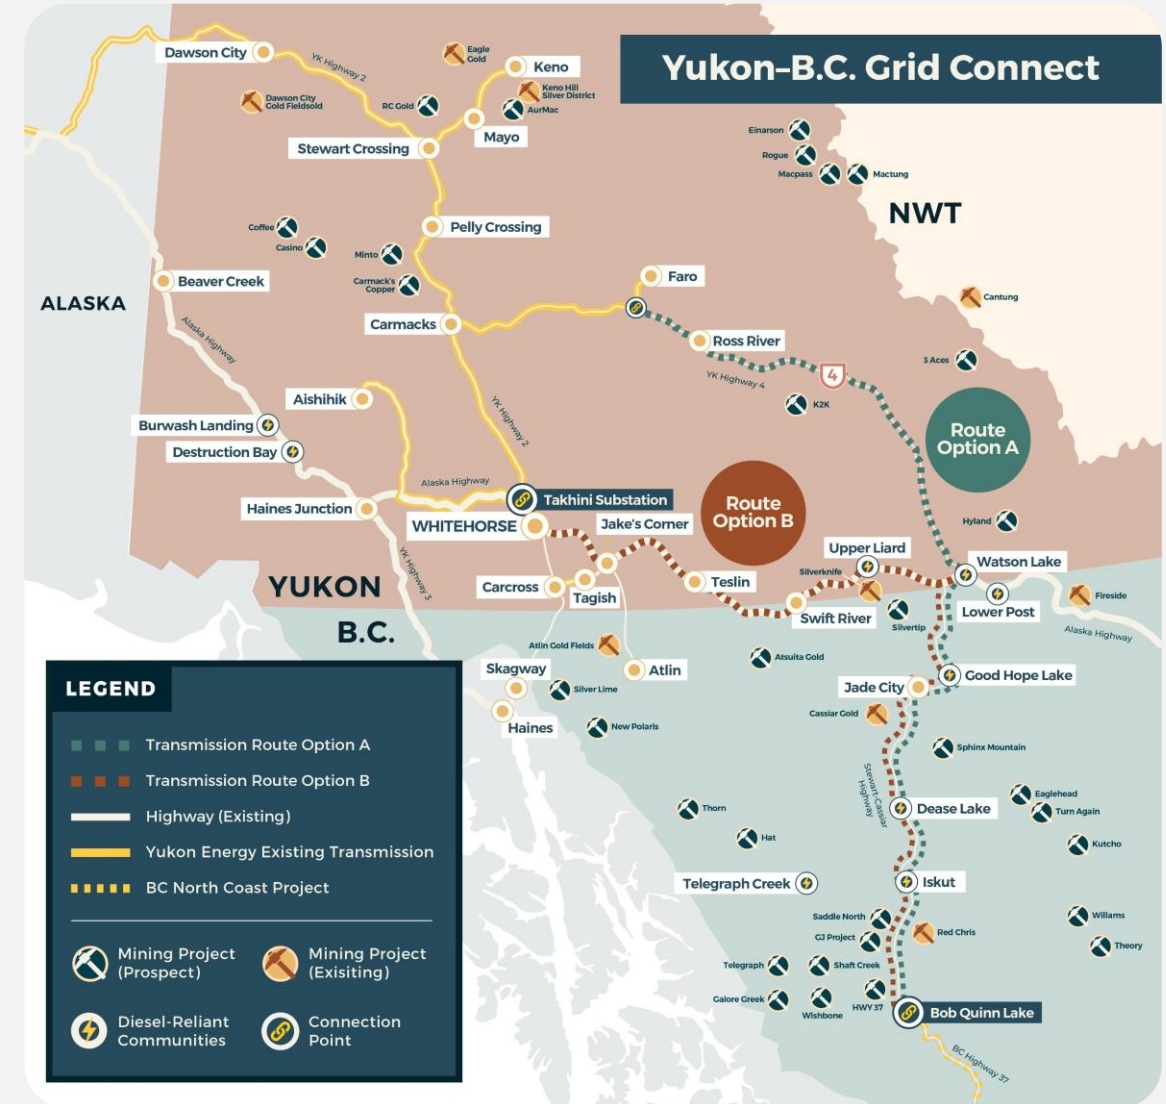 Yukon–B.C. Grid Connect
Dawson City
YK Highway 2
Eagle
Gold
Keno
Dawson City
Gold Fieldsold
RC Gold
Keno Hill
Silver District
AurMac
Mayo
Stewart Crossing
Einarson
Rogue
Macpass
Mactung
NWT
Coffee
Casino
Pelly Crossing
Minto
Carmack's
Copper
Beaver Creek
ALASKA
Faro
Cantung
Carmacks
Ross River
Alaska Highway
YK Highway 4
4
3 Aces
K2K
Aishihik
YK Highway 2
Route
Option A
Burwash Landing
Destruction Bay
Alaska Highway
Takhini Substation
Route
Option B
Haines Junction
WHITEHORSE
Jake's Corner
Hyland
YK Highway 3
Upper Liard
Watson Lake
YUKON
Carcross
Tagish
Teslin
Silverknife
Swift River
Silvertip
Lower Post
Fireside
Alaska Highway
B.C.
Atlin Gold Fields
Atlin
Atsuita Gold
Skagway
Silver Lime
Haines
New Polaris
Jade City
Good Hope Lake
Cassiar Gold
Sphinx Mountain
Stewart-Cassiar
Highway
Thorn
Hat
Dease Lake
Eaglehead
Turn Again
Kutcho
Telegraph Creek
Iskut
Saddle North
GJ Project
Red Chris
Willams
Theory
Telegraph
Shaft Creek
Galore Greek
Wishbone
HWY 37
Bob Quinn Lake
BC Highway 37
LEGEND
Transmission Route Option A
Transmission Route Option B
Highway (Existing)
Yukon Energy Existing Transmission
BC North Coast Project
Mining Project
(Prospect)
Mining Project
(Exisiting)
Diesel-Reliant
Communities
Connection
Point